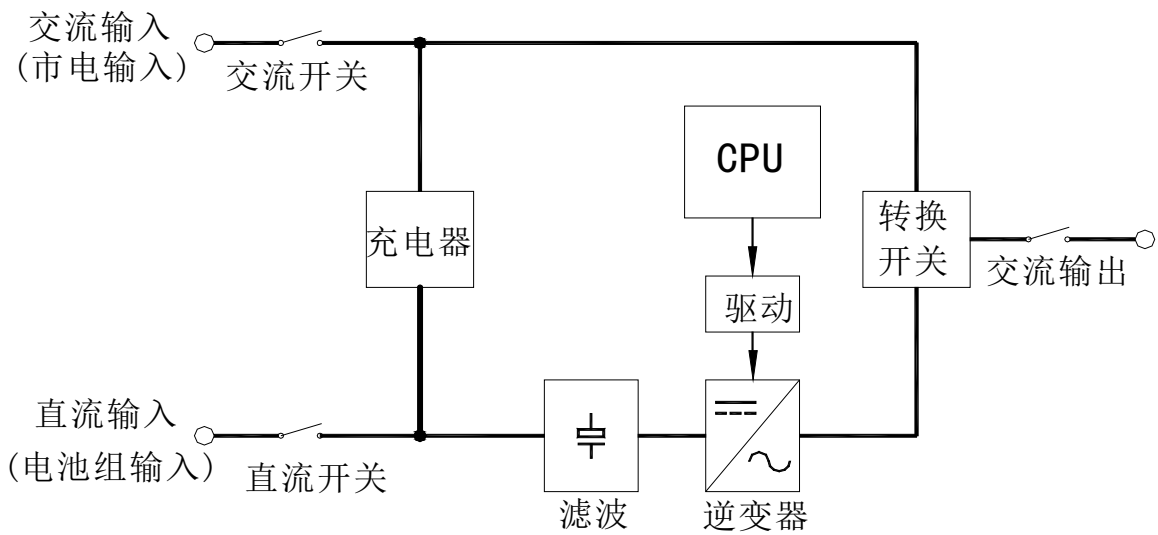 交流输入
(市电输入)
交流开关
CPU
充电器
转换
开关
交流输出
驱动
直流输入
(电池组输入)
直流开关
滤波
逆变器